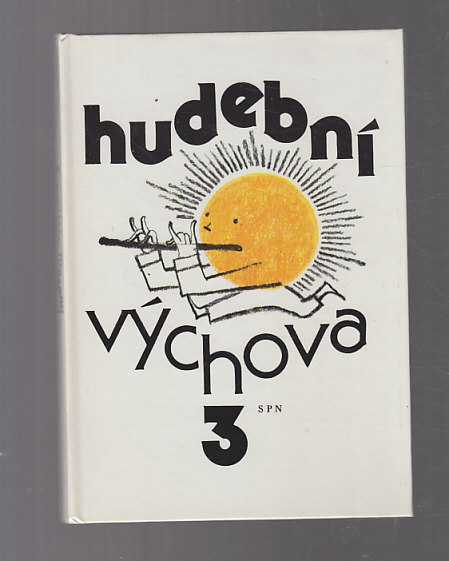 hudební
výchova
3 SPN